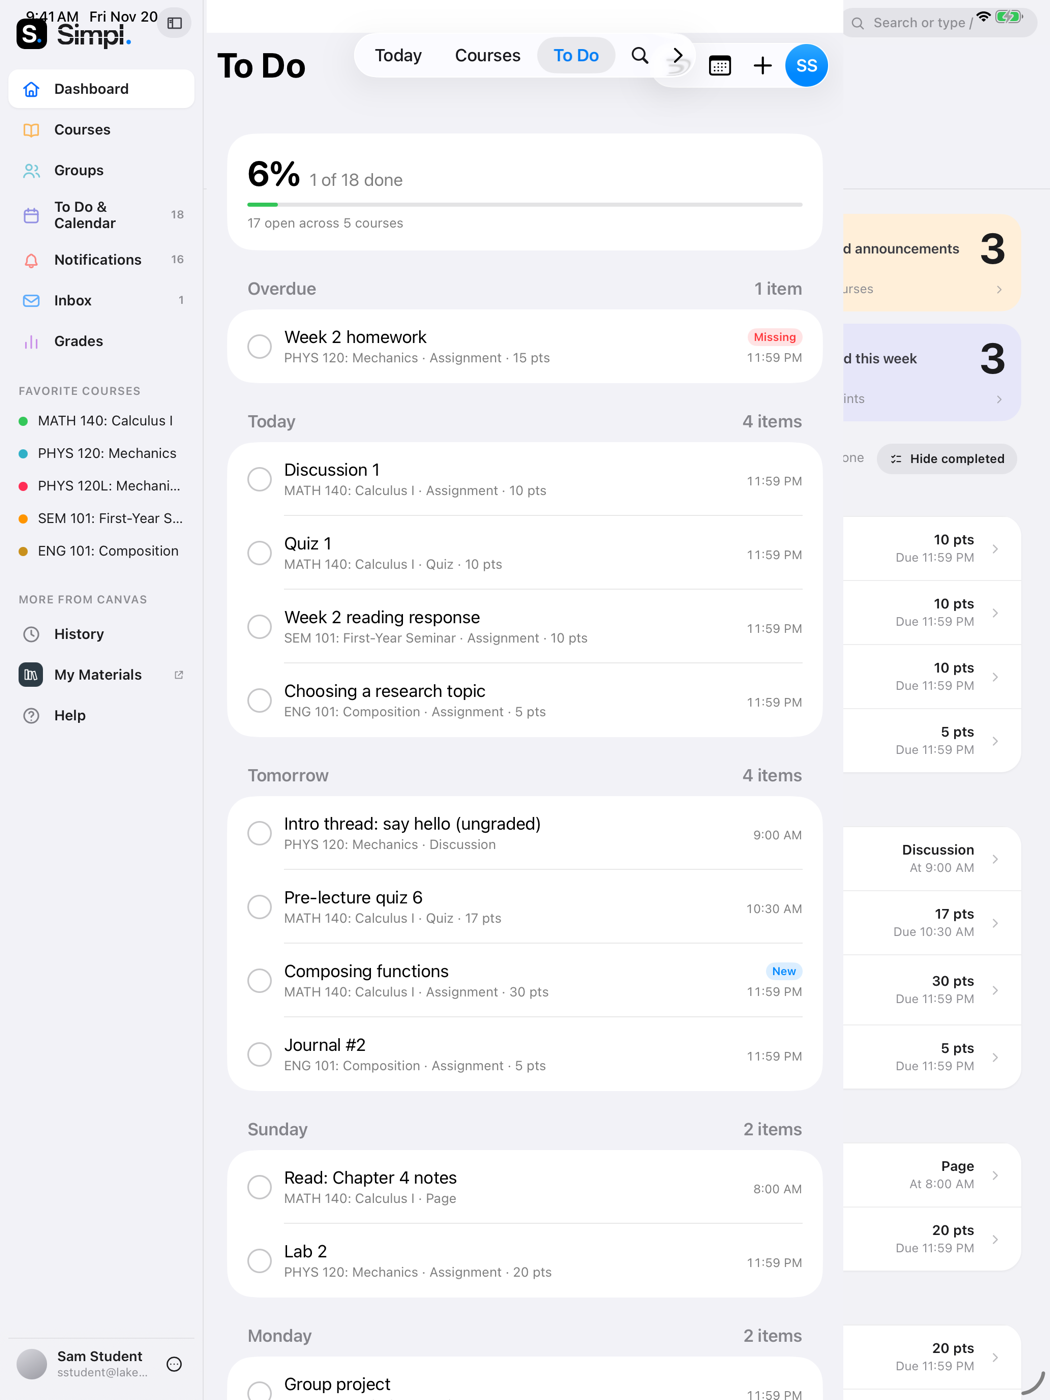 9:41 AM Fri Nov 20
S.
Simpl.
Dashboard
Courses
Groups
To Do &
Calendar
18
Notifications
16
Inbox
1
Grades
FAVORITE COURSES
MATH 140: Calculus I
PHYS 120: Mechanics
PHYS 120L: Mechani...
SEM 101: First-Year S...
ENG 101: Composition
MORE FROM CANVAS
History
My Materials
Help
Sam Student
sstudent@lake...
To Do
Today
Courses
To Do
SS
6% 1 of 18 done
17 open across 5 courses
Overdue
1 item
Week 2 homework
Missing
PHYS 120: Mechanics · Assignment · 15 pts
11:59 PM
Today
4 items
Discussion 1
MATH 140: Calculus I · Assignment · 10 pts
11:59 PM
Quiz 1
MATH 140: Calculus I · Quiz · 10 pts
11:59 PM
Week 2 reading response
SEM 101: First-Year Seminar · Assignment · 10 pts
11:59 PM
Choosing a research topic
ENG 101: Composition · Assignment · 5 pts
11:59 PM
Tomorrow
4 items
Intro thread: say hello (ungraded)
PHYS 120: Mechanics · Discussion
9:00 AM
Pre-lecture quiz 6
MATH 140: Calculus I · Quiz · 17 pts
10:30 AM
Composing functions
New
MATH 140: Calculus I · Assignment · 30 pts
11:59 PM
Journal #2
ENG 101: Composition · Assignment · 5 pts
11:59 PM
Sunday
2 items
Read: Chapter 4 notes
MATH 140: Calculus I · Page
8:00 AM
Lab 2
PHYS 120: Mechanics · Assignment · 20 pts
11:59 PM
Monday
2 items
Group project
11:59 PM
Search or type /
d announcements
3
urses
d this week
3
ints
one
Hide completed
10 pts
Due 11:59 PM
10 pts
Due 11:59 PM
10 pts
Due 11:59 PM
5 pts
Due 11:59 PM
Discussion
At 9:00 AM
17 pts
Due 10:30 AM
30 pts
Due 11:59 PM
5 pts
Due 11:59 PM
Page
At 8:00 AM
20 pts
Due 11:59 PM
20 pts
Due 11:59 PM